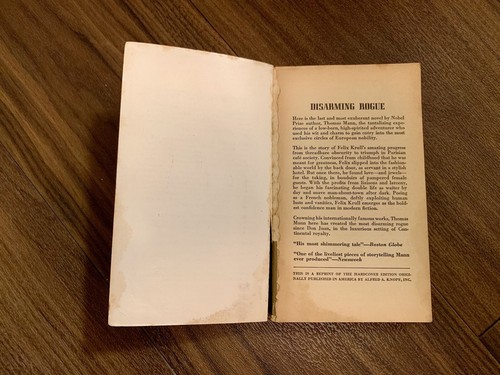 DISARMING ROGUE
Here is the last and most exuberant novel by Nobel
Prize author, Thomas Mann, the tantalizing expe-
riences of a low-born, high-spirited adventurer who
used his wit and charm to gain entry into the most
exclusive circles of European nobility.
This is the story of Felix Krull's amazing progress
from threadbare obscurity to triumph in Parisian
café society. Convinced from childhood that he was
meant for greatness, Felix slipped into the fashion-
able world by the back door, as servant in a stylish
hotel. But once there, he found love—and jewels—
for the taking, in boudoirs of pampered female
guests. With the profits from liaisons and larceny,
he began his fascinating double life as waiter by
day and suave man-about-town after dark. Posing
as a French nobleman, deftly exploiting human
lusts and vanities, Felix Krull emerges as the bold-
est confidence man in modern fiction.
Crowning his internationally famous works, Thomas
Mann here has created the most disarming rogue
since Don Juan, in the luxurious setting of Con-
tinental royalty.
"His most shimmering tale"—Boston Globe
"One of the liveliest pieces of storytelling Mann
ever produced"—Newsweek
THIS IS A REPRINT OF THE HARDCOVER EDITION ORIGI-
NALLY PUBLISHED IN AMERICA BY ALFRED A. KNOPF, INC.